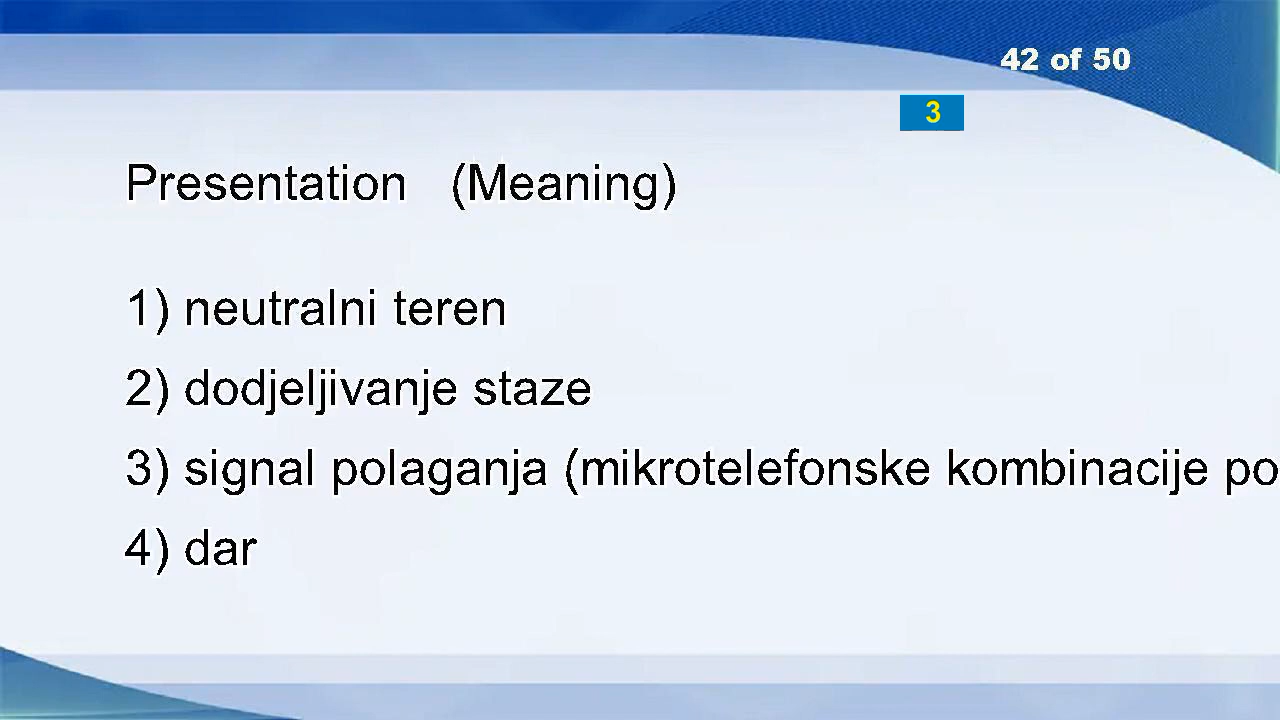 42 of 50
3
Presentation (Meaning)
1) neutralni teren
2) dodjeljivanje staze
3) signal polaganja (mikrotelefonske kombinacije po
4) dar